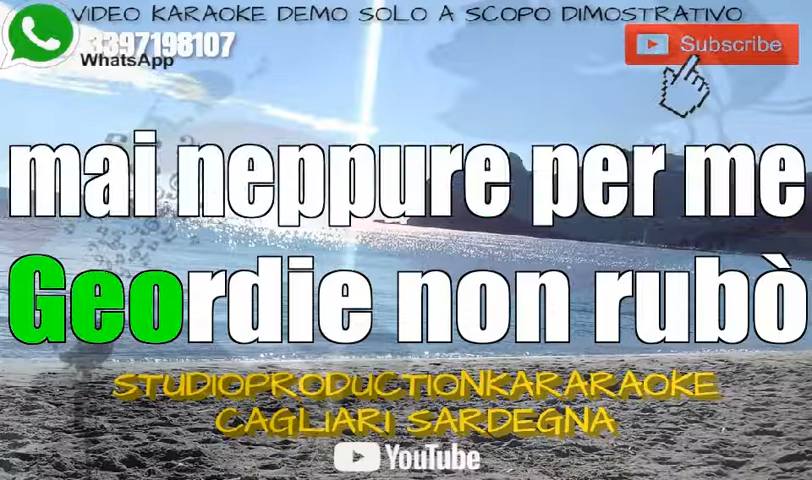 VIDEO KARAOKE DEMO SOLO A SCOPO DIMOSTRATIVO
3397198107
WhatsApp
Subscribe
mai neppure per me
Geordie non rubò
STUDIOPRODUCTIONKARARAOKE
CAGLIARI SARDEGNA
YouTube